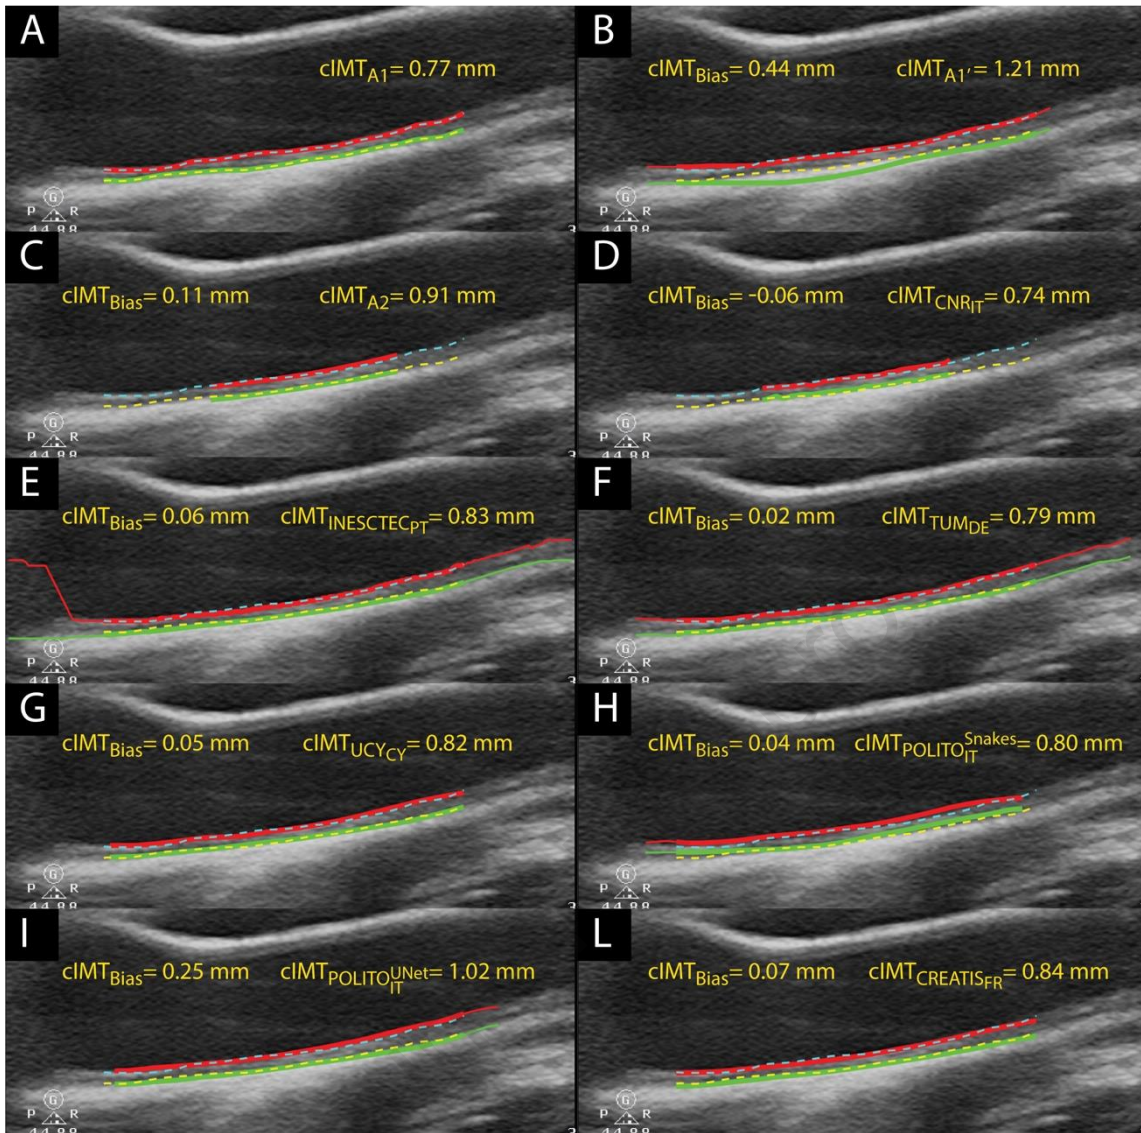 A
cIMTA1= 0.77 mm
B
cIMTBias= 0.44 mm cIMTA1′= 1.21 mm
G
P R
G
P R
C
cIMTBias= 0.11 mm cIMTA2= 0.91 mm
D
cIMTBias= -0.06 mm cIMTCNRIT= 0.74 mm
G
P R
G
P R
E
cIMTBias= 0.06 mm cIMTINESCTECPT= 0.83 mm
F
cIMTBias= 0.02 mm cIMTTUMDE= 0.79 mm
G
P R
G
P R
G
cIMTBias= 0.05 mm cIMTUCYCY= 0.82 mm
H
cIMTBias= 0.04 mm cIMTPOLITOITSnakes= 0.80 mm
G
P R
G
P R
I
cIMTBias= 0.25 mm cIMTPOLITOITUNet= 1.02 mm
L
cIMTBias= 0.07 mm cIMTCREATISFR= 0.84 mm
G
P R
G
P R